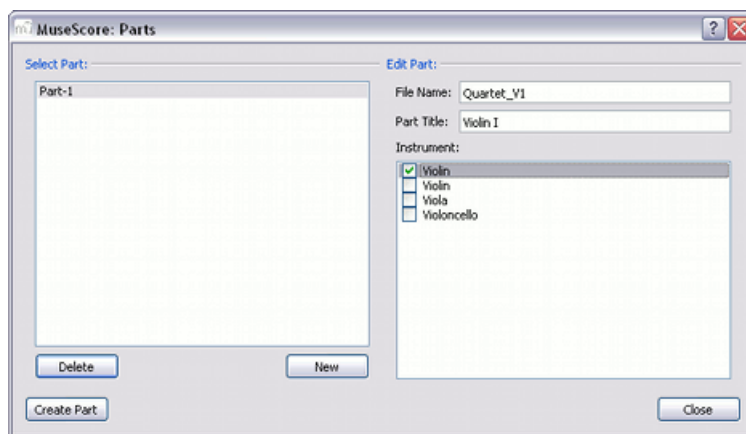 MuseScore: Parts
Select Part:
Part-1
Delete
New
Create Part
Edit Part:
File Name: Quartet_V1
Part Title: Violin I
Instrument:
Violin
Violin
Viola
Violoncello
Close